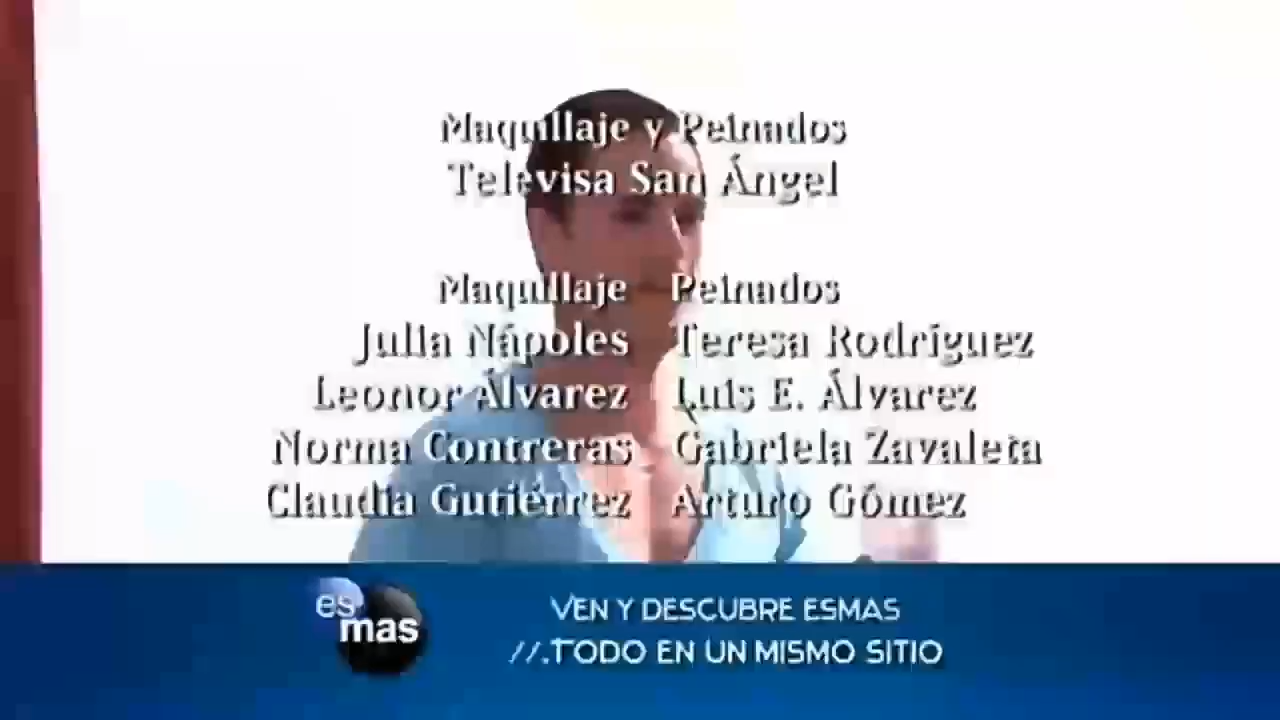 Maquillaje y Peinados
Televisa San Ángel
Maquillaje Peinados
Julia Nápoles Teresa Rodríguez
Leonor Álvarez Luis E. Álvarez
Norma Contreras Gabriela Zavaleta
Claudia Gutiérrez Arturo Gómez
es
mas
VEN Y DESCUBRE ESMAS
//.TODO EN UN MISMO SITIO